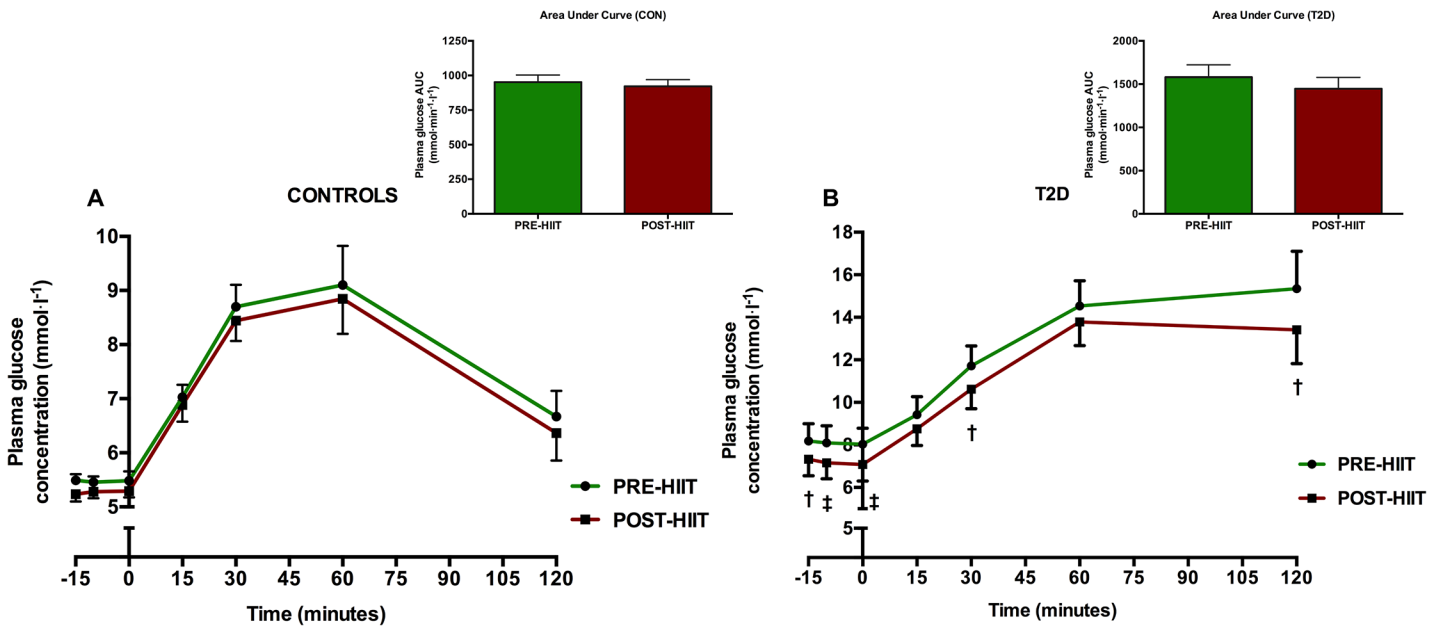 Area Under Curve (CON)
Plasma glucose AUC
(mmol·min⁻¹·l⁻¹)
1250
1000
750
500
250
0
PRE-HIIT
POST-HIIT
A
CONTROLS
Plasma glucose
concentration (mmol·l⁻¹)
10
9
8
7
6
5
-15
0
15
30
45
60
75
90
105
120
Time (minutes)
PRE-HIIT
POST-HIIT
Area Under Curve (T2D)
Plasma glucose AUC
(mmol·min⁻¹·l⁻¹)
2000
1500
1000
500
0
PRE-HIIT
POST-HIIT
B
T2D
Plasma glucose
concentration (mmol·l⁻¹)
18
16
14
12
10
8
6
5
† ‡ ‡ † †
-15
0
15
30
45
60
75
90
105
120
Time (minutes)
PRE-HIIT
POST-HIIT